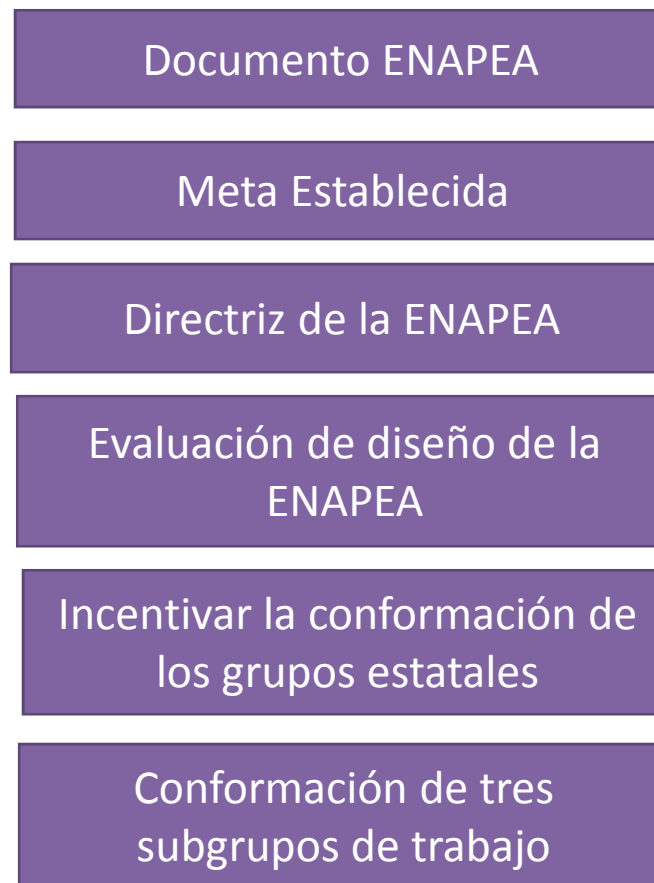 Documento ENAPEA
Meta Establecida
Directriz de la ENAPEA
Evaluación de diseño de la
ENAPEA
Incentivar la conformación de
los grupos estatales
Conformación de tres
subgrupos de trabajo